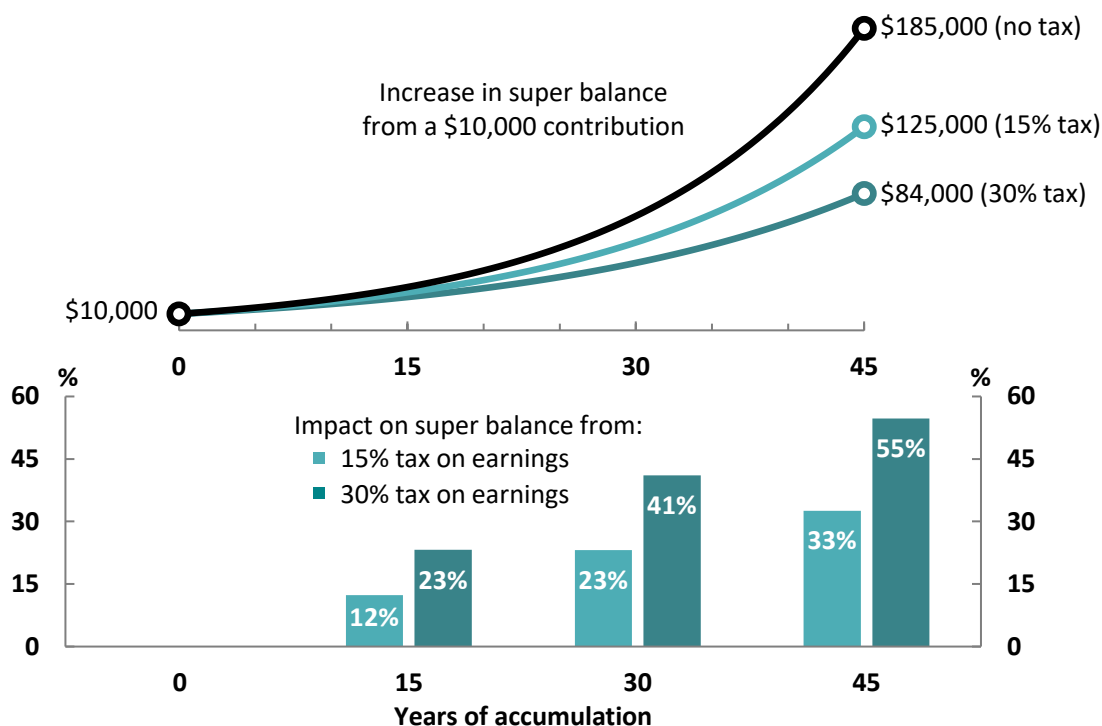 $185,000 (no tax)
Increase in super balance
from a $10,000 contribution
$125,000 (15% tax)
$84,000 (30% tax)
$10,000
0 15 30 45
% %
60 60
Impact on super balance from:
15% tax on earnings
30% tax on earnings
45 45
30 30
15 15
0 0
12% 23% 23% 41% 33% 55%
0 15 30 45
Years of accumulation